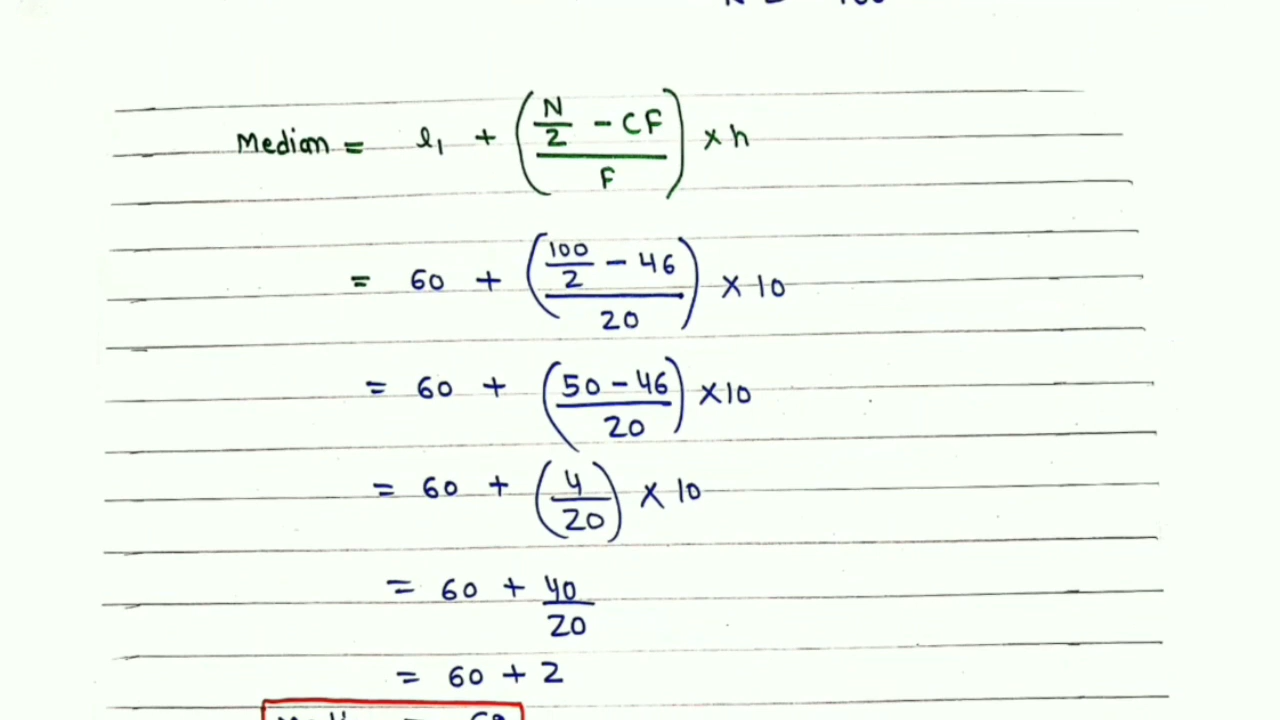 Median = l₁ + ((N/2 - CF)/F) × h
= 60 + ((100/2 - 46)/20) × 10
= 60 + ((50 - 46)/20) × 10
= 60 + (4/20) × 10
= 60 + 40/20
= 60 + 2